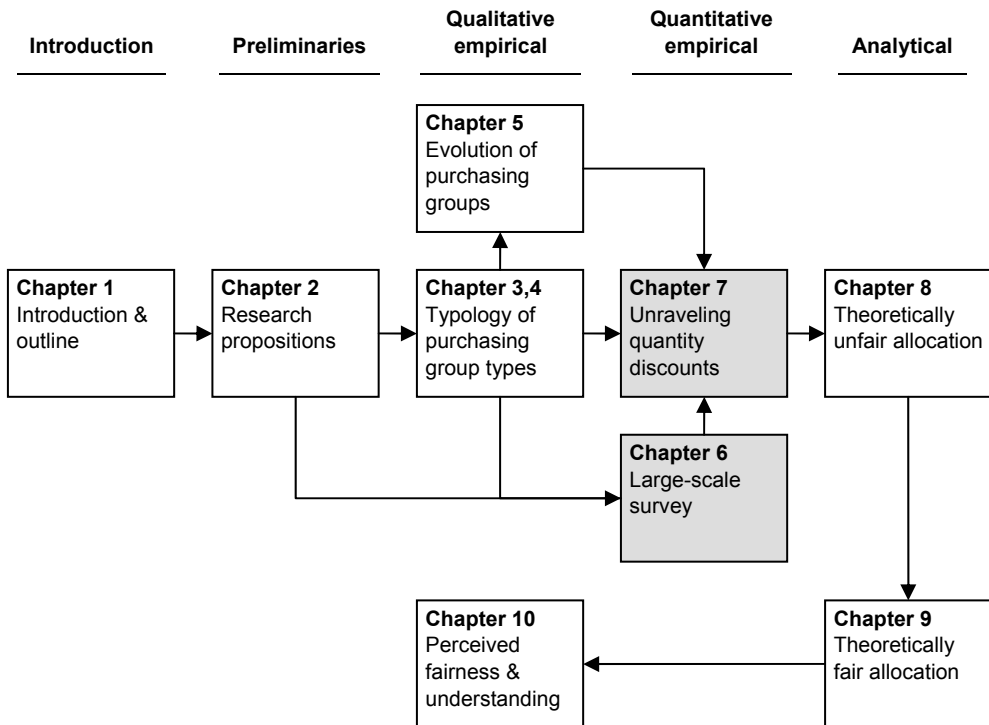 Introduction
Preliminaries
Qualitative
empirical
Quantitative
empirical
Analytical
Chapter 5
Evolution of
purchasing
groups
Chapter 1
Introduction &
outline
Chapter 2
Research
propositions
Chapter 3,4
Typology of
purchasing
group types
Chapter 7
Unraveling
quantity
discounts
Chapter 8
Theoretically
unfair allocation
Chapter 6
Large-scale
survey
Chapter 10
Perceived
fairness &
understanding
Chapter 9
Theoretically
fair allocation